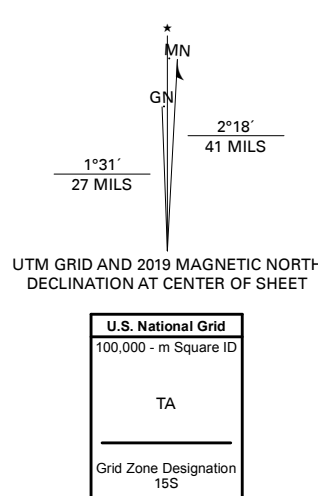 ★
MN
GN
2°18´
41 MILS
1°31´
27 MILS
UTM GRID AND 2019 MAGNETIC NORTH
DECLINATION AT CENTER OF SHEET
U.S. National Grid
100,000 - m Square ID
TA
Grid Zone Designation
15S